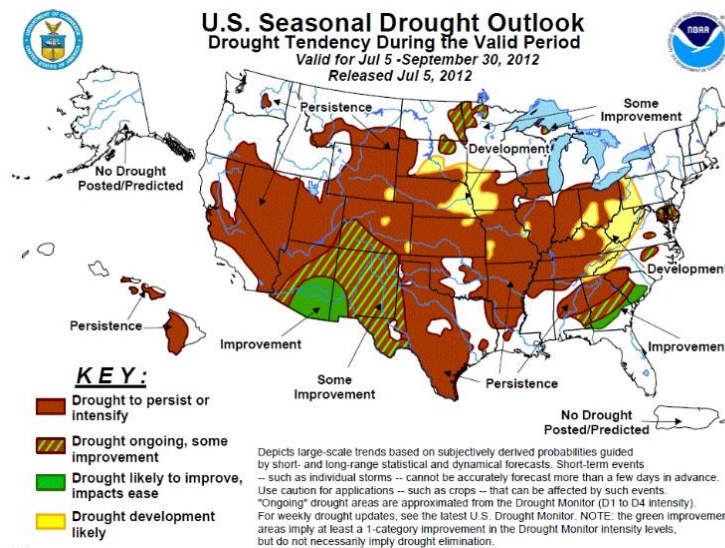 U.S. Seasonal Drought Outlook
Drought Tendency During the Valid Period
Valid for Jul 5 -September 30, 2012
Released Jul 5, 2012
NOAA
Persistence
Some
Improvement
No Drought
Posted/Predicted
Development
Development
Persistence
Improvement
Some
Improvement
Persistence
Improvement
No Drought
Posted/Predicted
KEY:
Drought to persist or
intensify
Drought ongoing, some
improvement
Drought likely to improve,
impacts ease
Drought development
likely
Depicts large-scale trends based on subjectively derived probabilities guided
by short- and long-range statistical and dynamical forecasts. Short-term events
-- such as individual storms -- cannot be accurately forecast more than a few days in advance.
Use caution for applications -- such as crops -- that can be affected by such events.
"Ongoing" drought areas are approximated from the Drought Monitor (D1 to D4 intensity).
For weekly drought updates, see the latest U.S. Drought Monitor. NOTE: the green improvement
areas imply at least a 1-category improvement in the Drought Monitor intensity levels,
but do not necessarily imply drought elimination.